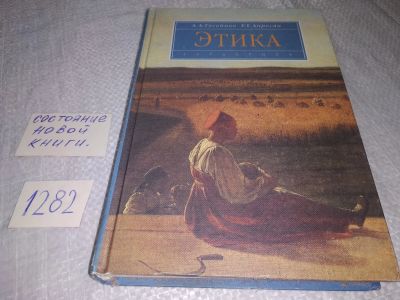 А.А.Гусейнов Р.Г.Апресян
ЭТИКА
состояние
новой
книги.
1282